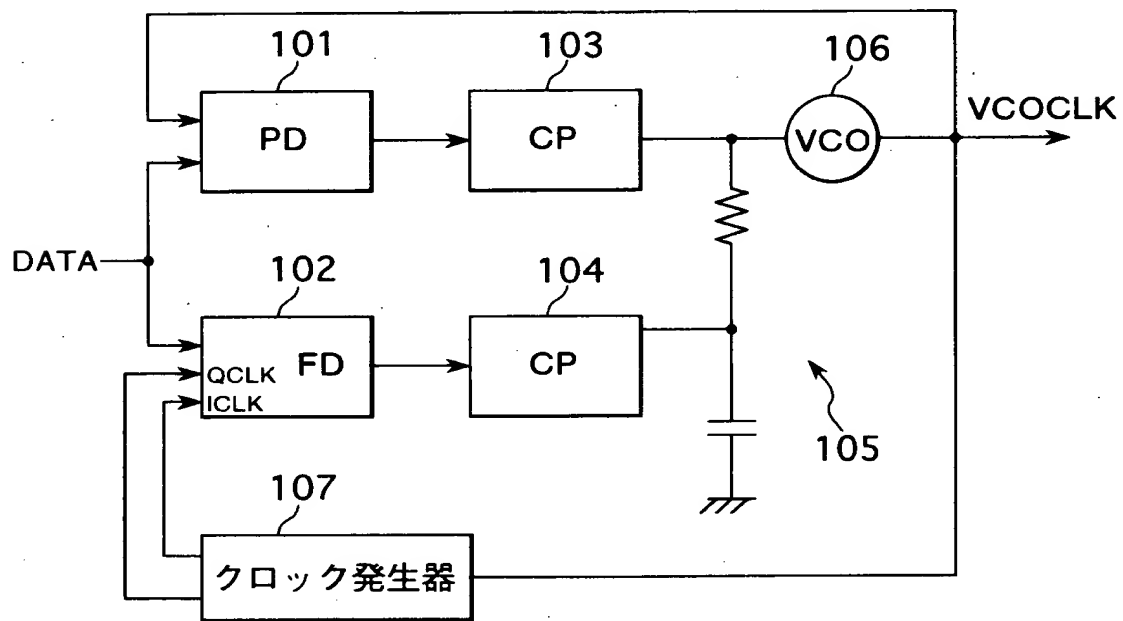 101
103
106
PD
CP
VCO
VCOCLK
DATA
102
104
FD
QCLK
ICLK
CP
105
107
クロック発生器